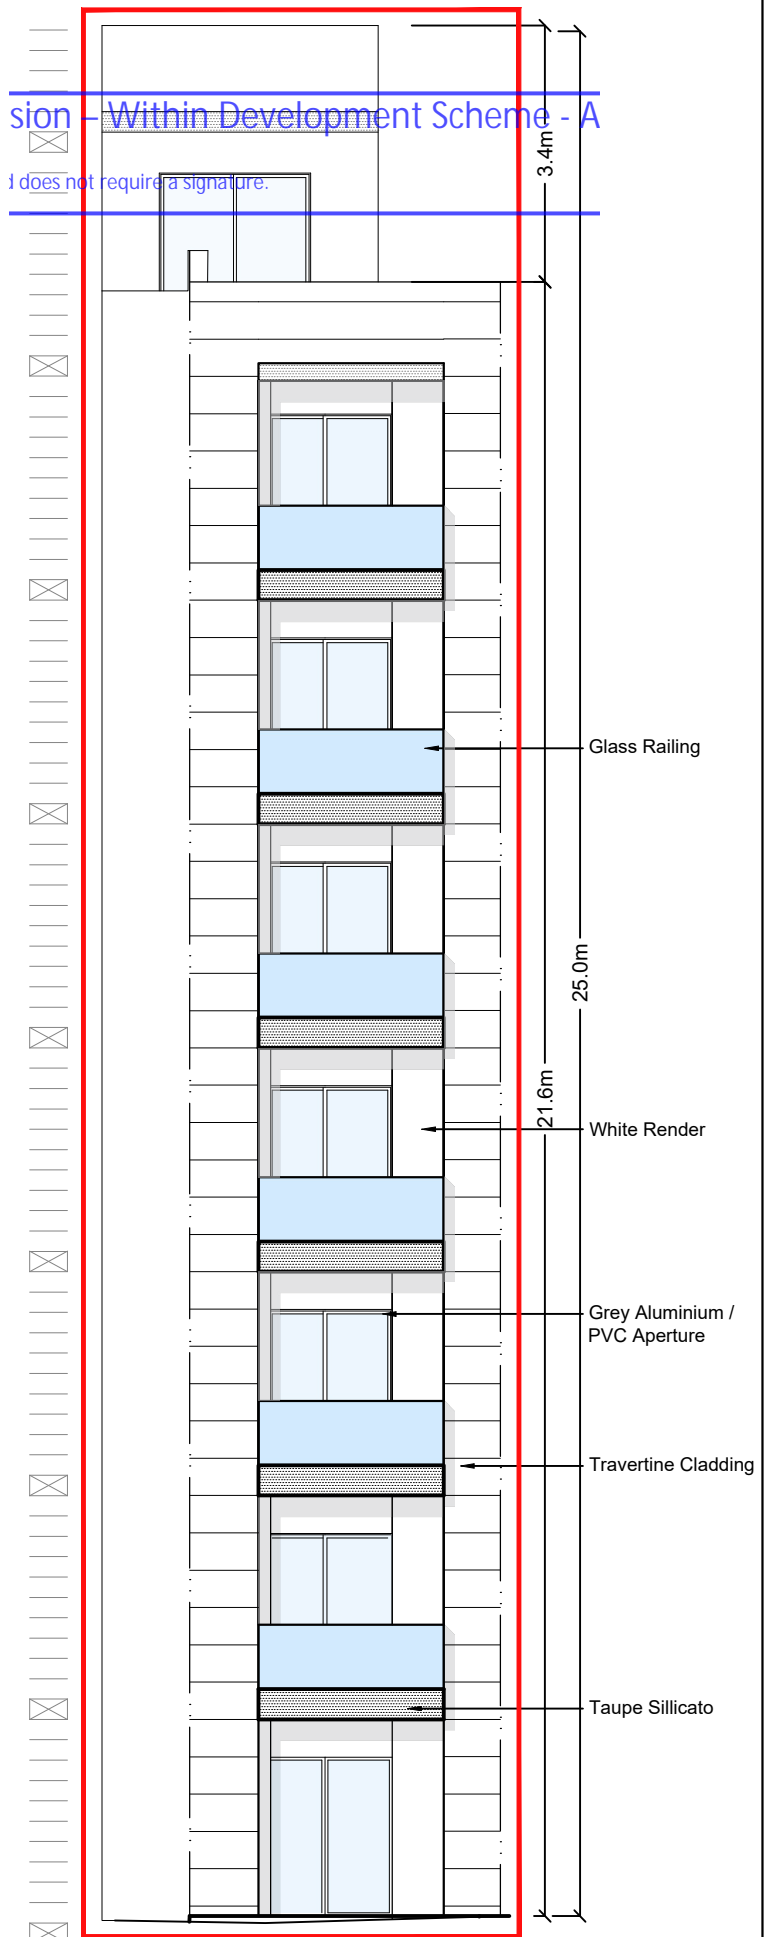 sion – Within Development Scheme - A
d does not require a signature.
3.4m
25.0m
21.6m
Glass Railing
White Render
Grey Aluminium /
PVC Aperture
Travertine Cladding
Taupe Sillicato